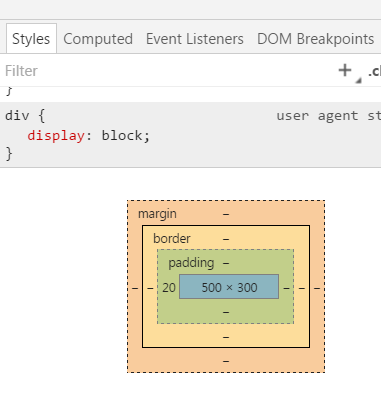 Styles Computed Event Listeners DOM Breakpoints
Filter + .cl
}
div { user agent st
display: block;
}
margin –
border –
padding –
– – 20 500 × 300 – – –
–
–
–